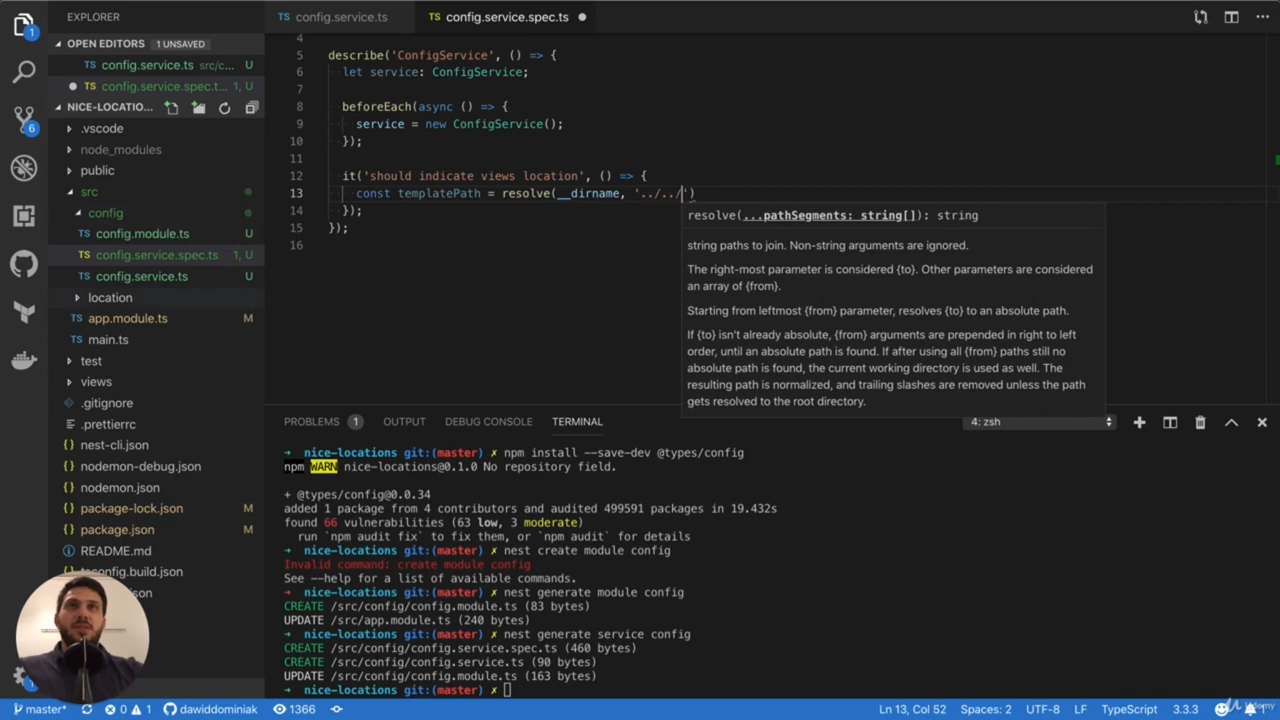 EXPLORER
config.service.ts
config.service.spec.ts
OPEN EDITORS 1 UNSAVED
TS config.service.ts src/c... U
TS config.service.spec.t... 1, U
NICE-LOCATIO...
.vscode
node_modules
public
src
config
TS config.module.ts U
TS config.service.spec.ts 1, U
TS config.service.ts U
location
TS app.module.ts M
TS main.ts
test
views
.gitignore
.prettierrc
{} nest-cli.json
{} nodemon-debug.json
{} nodemon.json
{} package-lock.json M
{} package.json M
README.md
tsconfig.build.json
4
5 describe('ConfigService', () => {
6 let service: ConfigService;
7
8 beforeEach(async () => {
9 service = new ConfigService();
10 });
11
12 it('should indicate views location', () => {
13 const templatePath = resolve(__dirname, '../../')
14 });
15 });
16
resolve(...pathSegments: string[]): string
string paths to join. Non-string arguments are ignored.
The right-most parameter is considered {to}. Other parameters are considered
an array of {from}.
Starting from leftmost {from} parameter, resolves {to} to an absolute path.
If {to} isn't already absolute, {from} arguments are prepended in right to left
order, until an absolute path is found. If after using all {from} paths still no
absolute path is found, the current working directory is used as well. The
resulting path is normalized, and trailing slashes are removed unless the path
gets resolved to the root directory.
PROBLEMS 1 OUTPUT DEBUG CONSOLE TERMINAL 4: zsh
➜ nice-locations git:(master) ✗ npm install --save-dev @types/config
npm WARN nice-locations@0.1.0 No repository field.
+ @types/config@0.0.34
added 1 package from 4 contributors and audited 499591 packages in 19.432s
found 66 vulnerabilities (63 low, 3 moderate)
run `npm audit fix` to fix them, or `npm audit` for details
➜ nice-locations git:(master) ✗ nest create module config
Invalid command: create module config
See --help for a list of available commands.
➜ nice-locations git:(master) ✗ nest generate module config
CREATE /src/config/config.module.ts (83 bytes)
UPDATE /src/app.module.ts (240 bytes)
➜ nice-locations git:(master) ✗ nest generate service config
CREATE /src/config/config.service.spec.ts (460 bytes)
CREATE /src/config/config.service.ts (90 bytes)
UPDATE /src/config/config.module.ts (163 bytes)
➜ nice-locations git:(master) ✗
master* 0 1 dawiddominiak 1366 Ln 13, Col 52 Spaces: 2 UTF-8 LF TypeScript 3.3.3